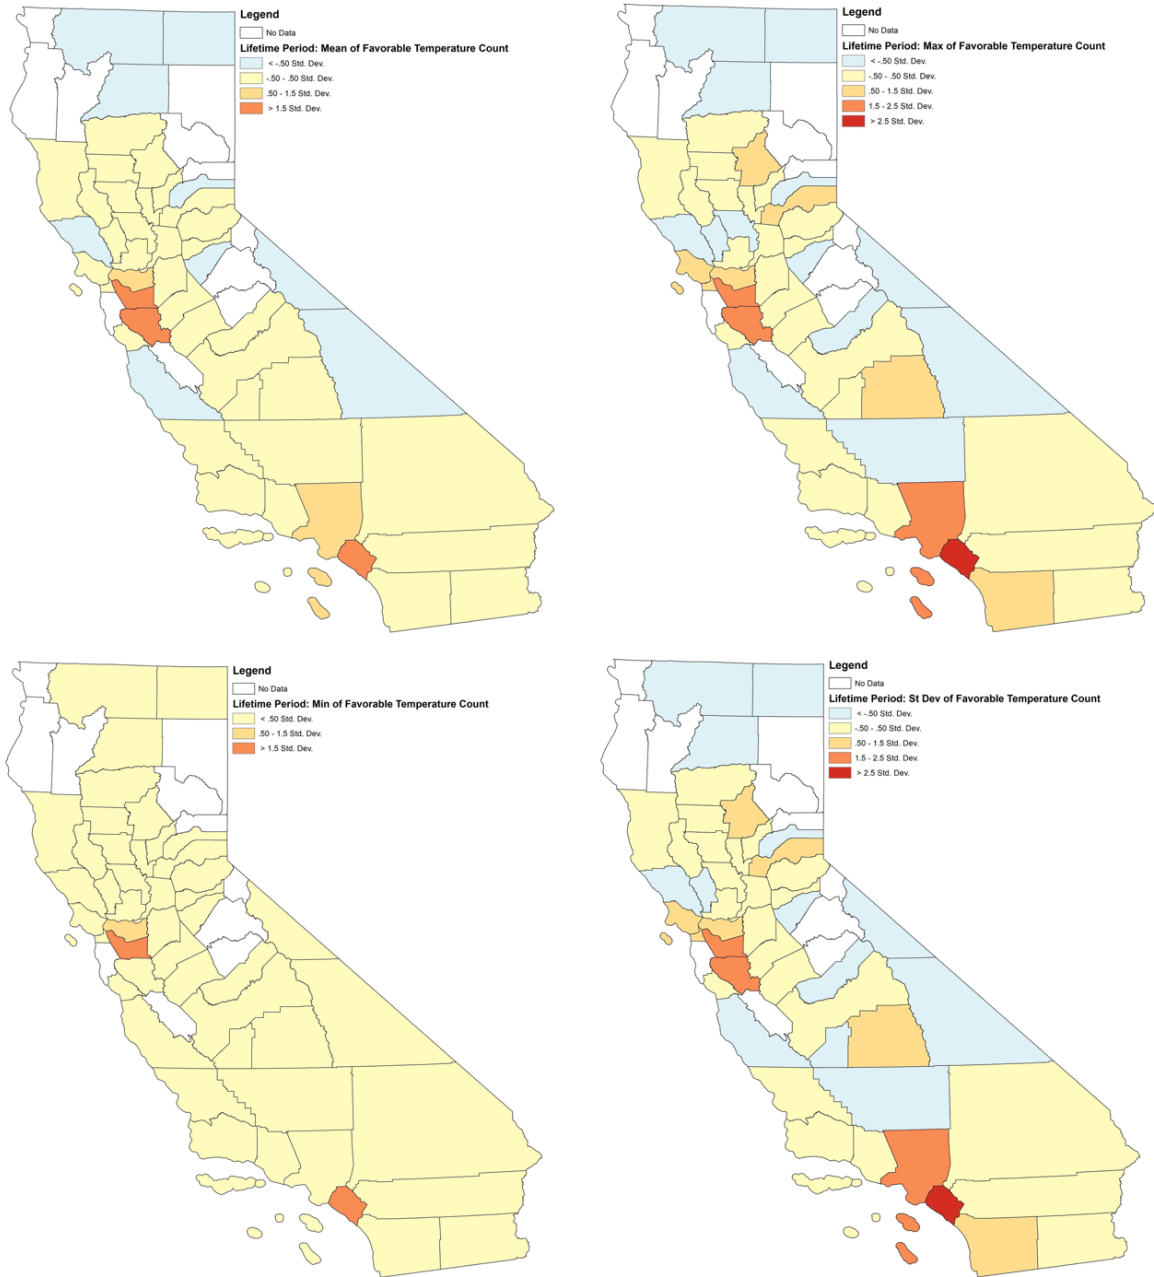 Legend
No Data
Lifetime Period: Mean of Favorable Temperature Count
< -.50 Std. Dev.
-.50 - .50 Std. Dev.
.50 - 1.5 Std. Dev.
> 1.5 Std. Dev.
Legend
No Data
Lifetime Period: Max of Favorable Temperature Count
< -.50 Std. Dev.
-.50 - .50 Std. Dev.
.50 - 1.5 Std. Dev.
1.5 - 2.5 Std. Dev.
> 2.5 Std. Dev.
Legend
No Data
Lifetime Period: Min of Favorable Temperature Count
< .50 Std. Dev.
.50 - 1.5 Std. Dev.
> 1.5 Std. Dev.
Legend
No Data
Lifetime Period: St Dev of Favorable Temperature Count
< -.50 Std. Dev.
-.50 - .50 Std. Dev.
.50 - 1.5 Std. Dev.
1.5 - 2.5 Std. Dev.
> 2.5 Std. Dev.